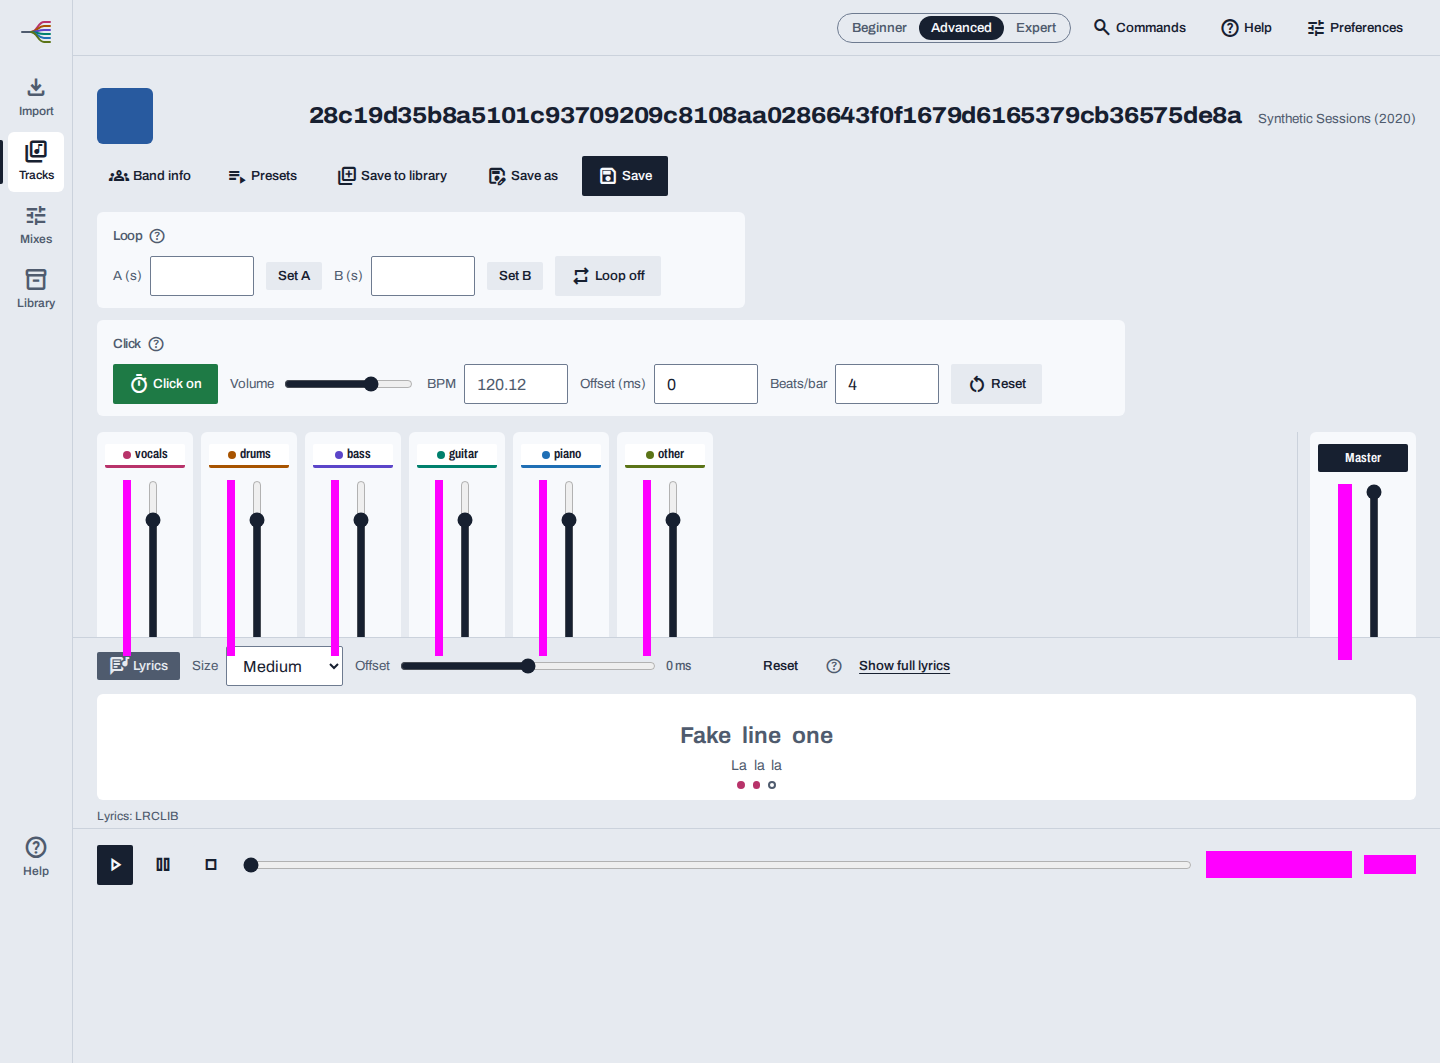 Beginner Advanced Expert Commands Help Preferences
Import
Tracks
Mixes
Library
Help
28c19d35b8a5101c93709209c8108aa0286643f0f1679d6165379cb36575de8a Synthetic Sessions (2020)
Band info Presets Save to library Save as Save
Loop
A (s) Set A B (s) Set B Loop off
Click
Click on Volume BPM 120.12 Offset (ms) 0 Beats/bar 4 Reset
vocals drums bass guitar piano other Master
Lyrics Size Medium Offset 0 ms Reset Show full lyrics
Fake line one
La la la
Lyrics: LRCLIB